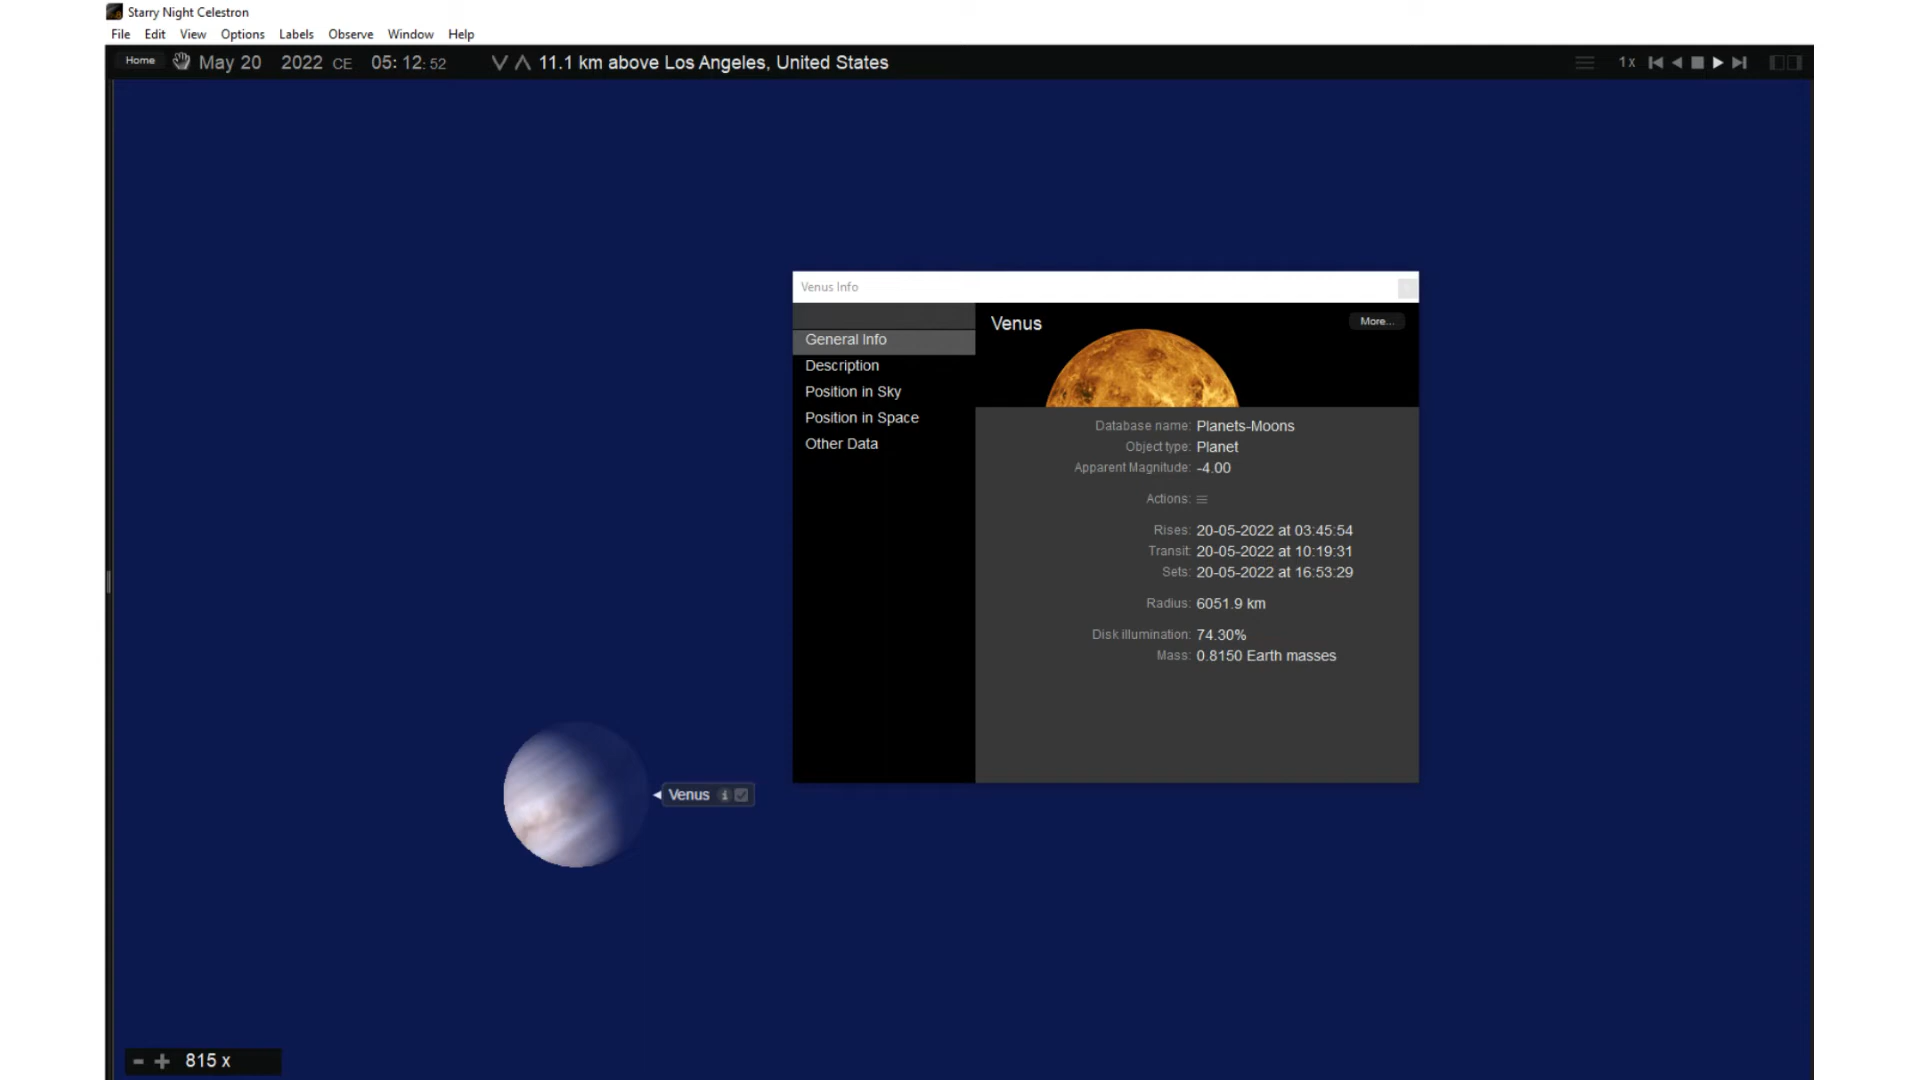 Starry Night Celestron
File Edit View Options Labels Observe Window Help
Home May 20 2022 CE 05: 12: 52 11.1 km above Los Angeles, United States 1x
Venus Info
General Info
Description
Position in Sky
Position in Space
Other Data
Venus
More...
Database name: Planets-Moons
Object type: Planet
Apparent Magnitude: -4.00
Actions:
Rises: 20-05-2022 at 03:45:54
Transit: 20-05-2022 at 10:19:31
Sets: 20-05-2022 at 16:53:29
Radius: 6051.9 km
Disk illumination: 74.30%
Mass: 0.8150 Earth masses
Venus i
- + 815 x